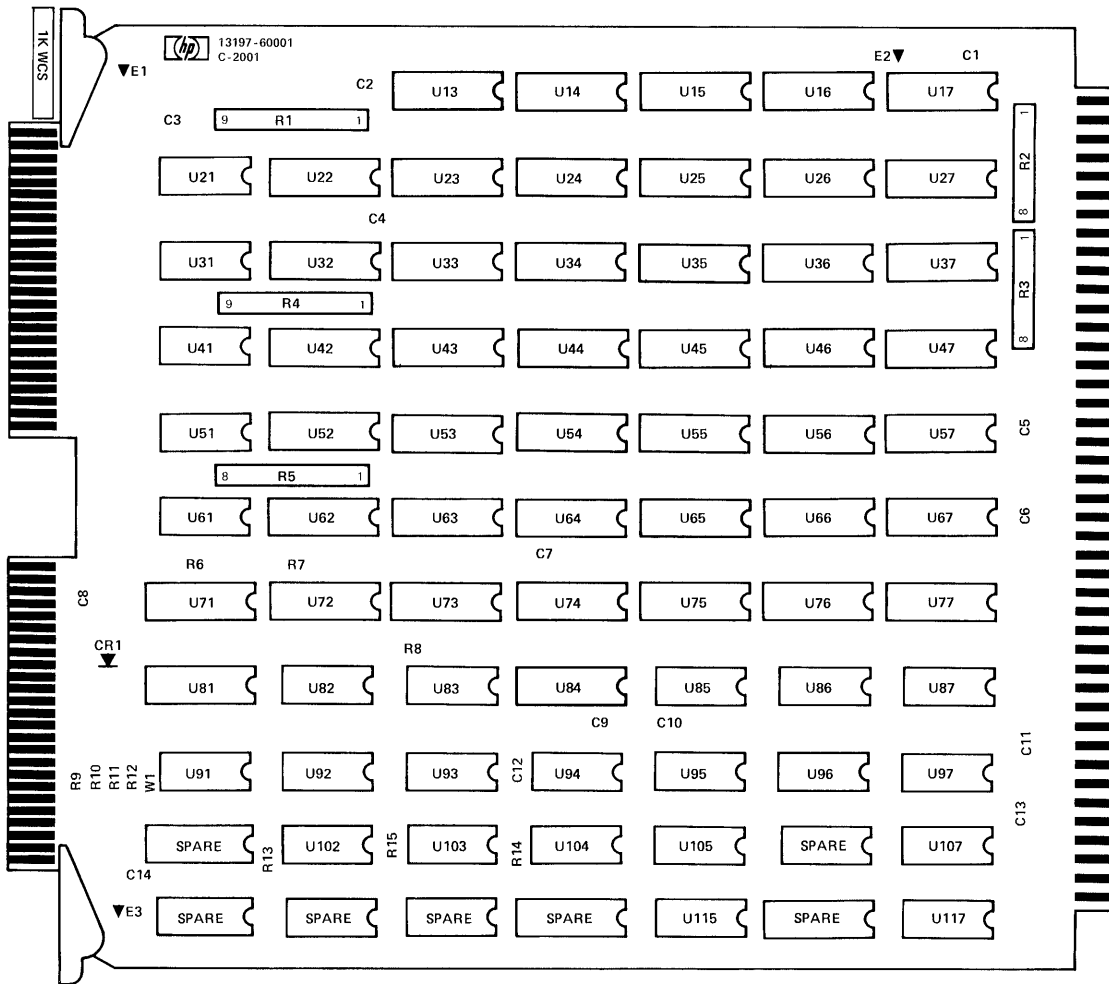 1K WCS
hp
13197-60001
C-2001
E1
E2
C1
C2
U13 U14 U15 U16 U17
C3
9 R1 1
1 R2 8
U21 U22 U23 U24 U25 U26 U27
C4
U31 U32 U33 U34 U35 U36 U37
1 R3 8
9 R4 1
U41 U42 U43 U44 U45 U46 U47
U51 U52 U53 U54 U55 U56 U57
C5
8 R5 1
U61 U62 U63 U64 U65 U66 U67
C6
C7
R6 R7
C8
U71 U72 U73 U74 U75 U76 U77
CR1
R8
U81 U82 U83 U84 U85 U86 U87
C9 C10
C11
R9 R10 R11 R12 W1
U91 U92 U93 C12 U94 U95 U96 U97
C13
SPARE R13 U102 R15 U103 R14 U104 U105 SPARE U107
C14
E3
SPARE SPARE SPARE SPARE U115 SPARE U117